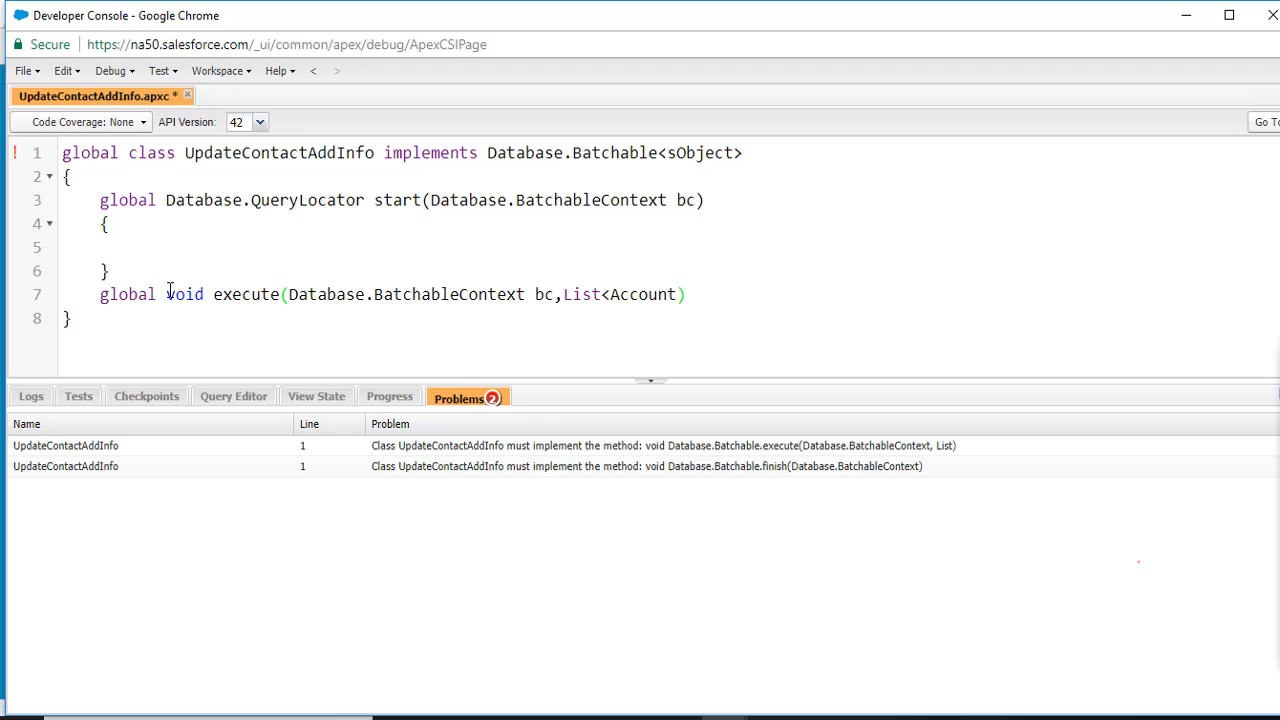 Developer Console - Google Chrome
Secure https://na50.salesforce.com/_ui/common/apex/debug/ApexCSIPage
File Edit Debug Test Workspace Help < >
UpdateContactAddInfo.apxc *
Code Coverage: None API Version: 42 Go To
! 1 global class UpdateContactAddInfo implements Database.Batchable<sObject>
2 {
3 global Database.QueryLocator start(Database.BatchableContext bc)
4 {
5
6 }
7 global void execute(Database.BatchableContext bc,List<Account)
8 }
Logs Tests Checkpoints Query Editor View State Progress Problems 2
Name Line Problem
UpdateContactAddInfo 1 Class UpdateContactAddInfo must implement the method: void Database.Batchable.execute(Database.BatchableContext, List)
UpdateContactAddInfo 1 Class UpdateContactAddInfo must implement the method: void Database.Batchable.finish(Database.BatchableContext)